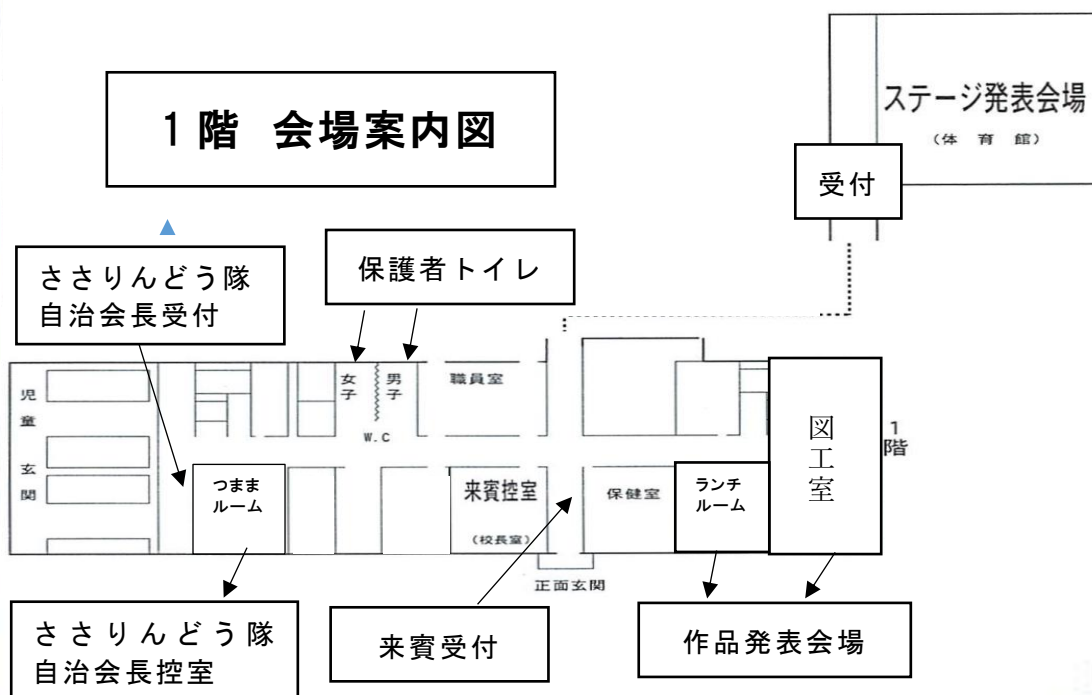 1階 会場案内図
ステージ発表会場
(体育館)
受付
ささりんどう隊
自治会長受付
保護者トイレ
児童玄関
女子
男子
W.C
職員室
図工室
1階
つまま
ルーム
来賓控室
(校長室)
保健室
ランチ
ルーム
正面玄関
ささりんどう隊
自治会長控室
来賓受付
作品発表会場